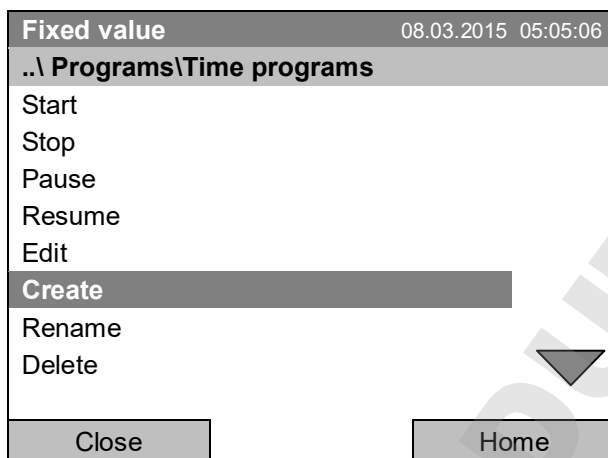 Fixed value 08.03.2015 05:05:06
..\ Programs\Time programs
Start
Stop
Pause
Resume
Edit
Create
Rename
Delete
Close Home